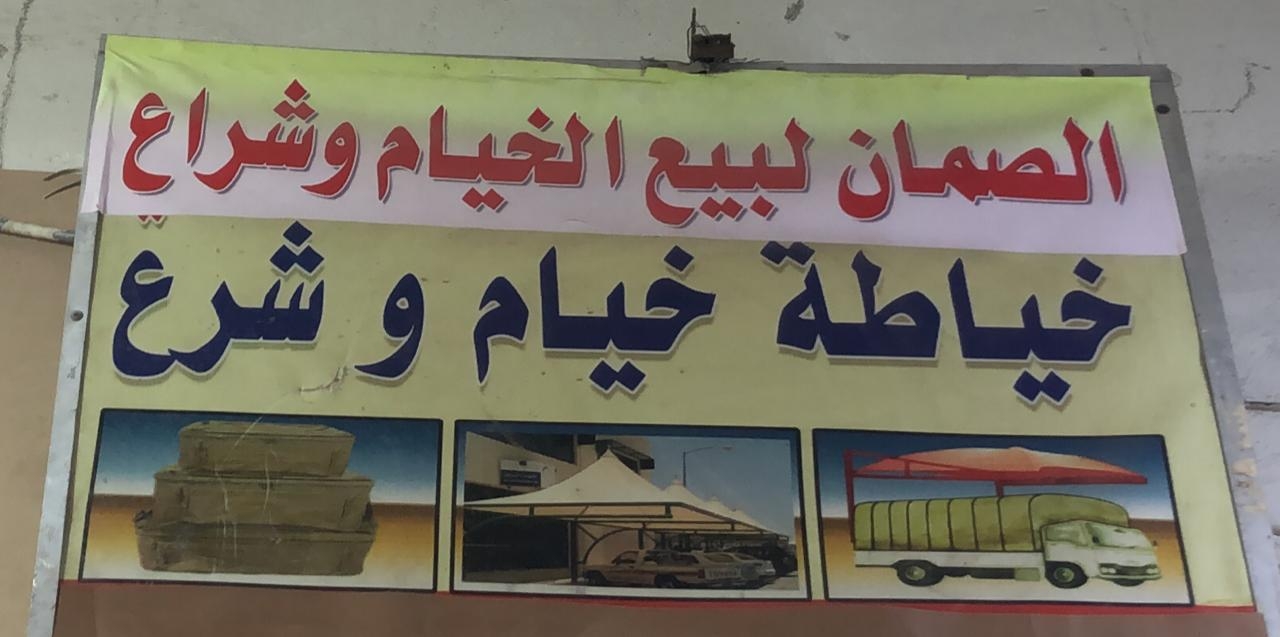 الصمان لبيع الخيام وشراع
خياطة خيام و شرع